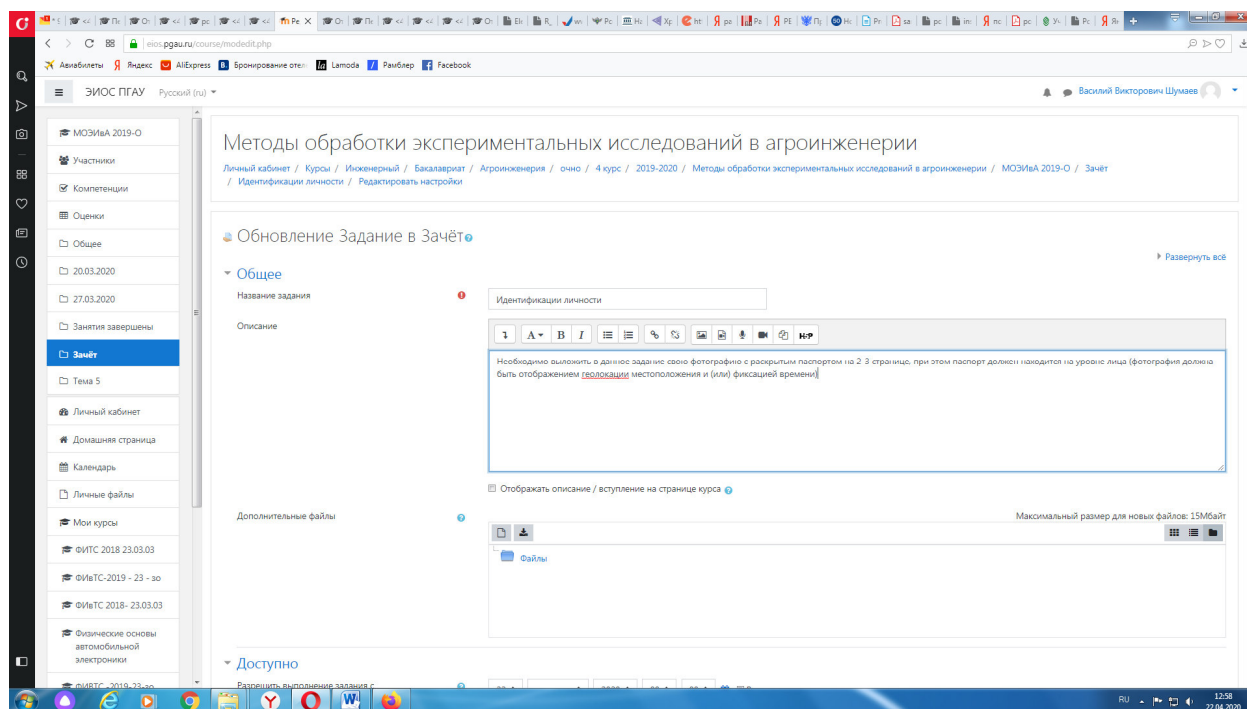 eios.pgau.ru/course/modedit.php
Авиабилеты Яндекс AliExpress Бронирование отел Lamoda Рамблер Facebook
ЭИОС ПГАУ Русский (ru)
Василий Викторович Шумаев
МОЭИвА 2019-О
Участники
Компетенции
Оценки
Общее
20.03.2020
27.03.2020
Занятия завершены
Зачёт
Тема 5
Личный кабинет
Домашняя страница
Календарь
Личные файлы
Мои курсы
ФИТС 2018 23.03.03
ФИвТС-2019 - 23 - зо
ФИвТС 2018- 23.03.03
Физические основы
автомобильной
электроники
ФИВТС -2019-23-зо
Методы обработки экспериментальных исследований в агроинженерии
Личный кабинет / Курсы / Инженерный / Бакалавриат / Агроинженерия / очно / 4 курс / 2019-2020 / Методы обработки экспериментальных исследований в агроинженерии / МОЭИвА 2019-О / Зачёт
/ Идентификации личности / Редактировать настройки
Обновление Задание в Зачёт
Развернуть всё
Общее
Название задания
Идентификации личности
Описание
Необходимо выложить в данное задание свою фотографию с раскрытым паспортом на 2-3 странице, при этом паспорт должен находится на уровне лица (фотография должна
быть отображением геолокации местоположения и (или) фиксацией времени)
Отображать описание / вступление на странице курса
Дополнительные файлы
Максимальный размер для новых файлов: 15Мбайт
Файлы
Доступно
Разрешить выполнение задания с
RU
12:58
22.04.2020